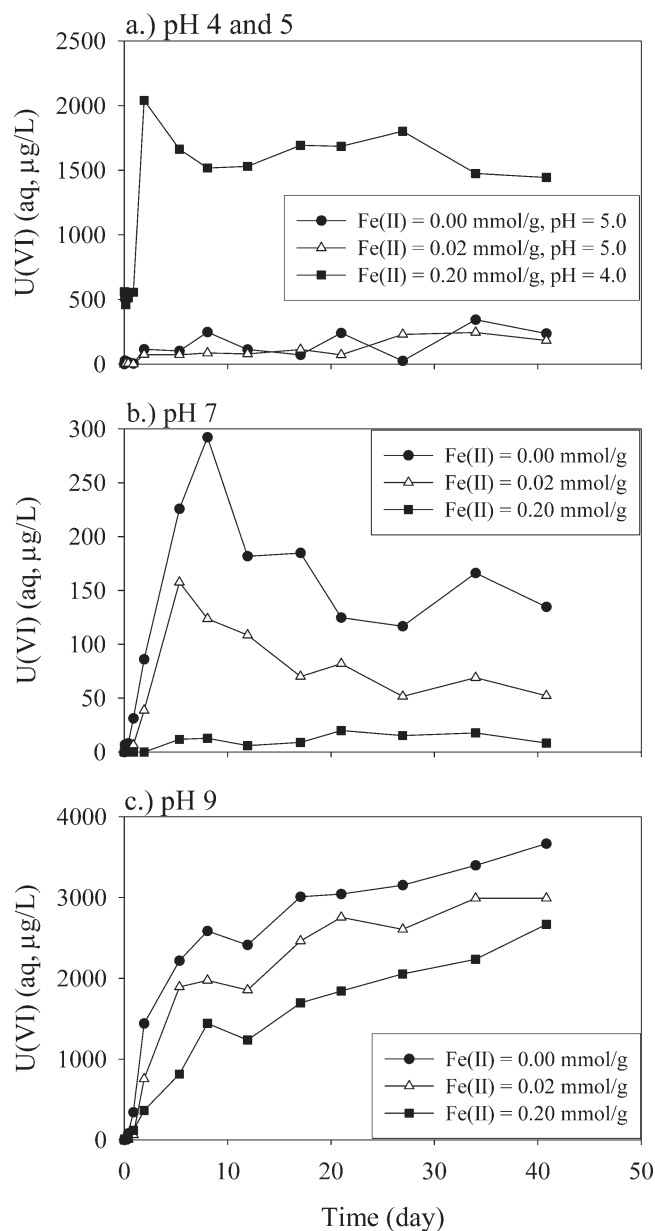 a.) pH 4 and 5
2500
2000
1500
1000
500
0
U(VI) (aq, µg/L)
Fe(II) = 0.00 mmol/g, pH = 5.0
Fe(II) = 0.02 mmol/g, pH = 5.0
Fe(II) = 0.20 mmol/g, pH = 4.0
b.) pH 7
300
250
200
150
100
50
0
U(VI) (aq, µg/L)
Fe(II) = 0.00 mmol/g
Fe(II) = 0.02 mmol/g
Fe(II) = 0.20 mmol/g
c.) pH 9
4000
3000
2000
1000
0
U(VI) (aq, µg/L)
Fe(II) = 0.00 mmol/g
Fe(II) = 0.02 mmol/g
Fe(II) = 0.20 mmol/g
0 10 20 30 40 50
Time (day)